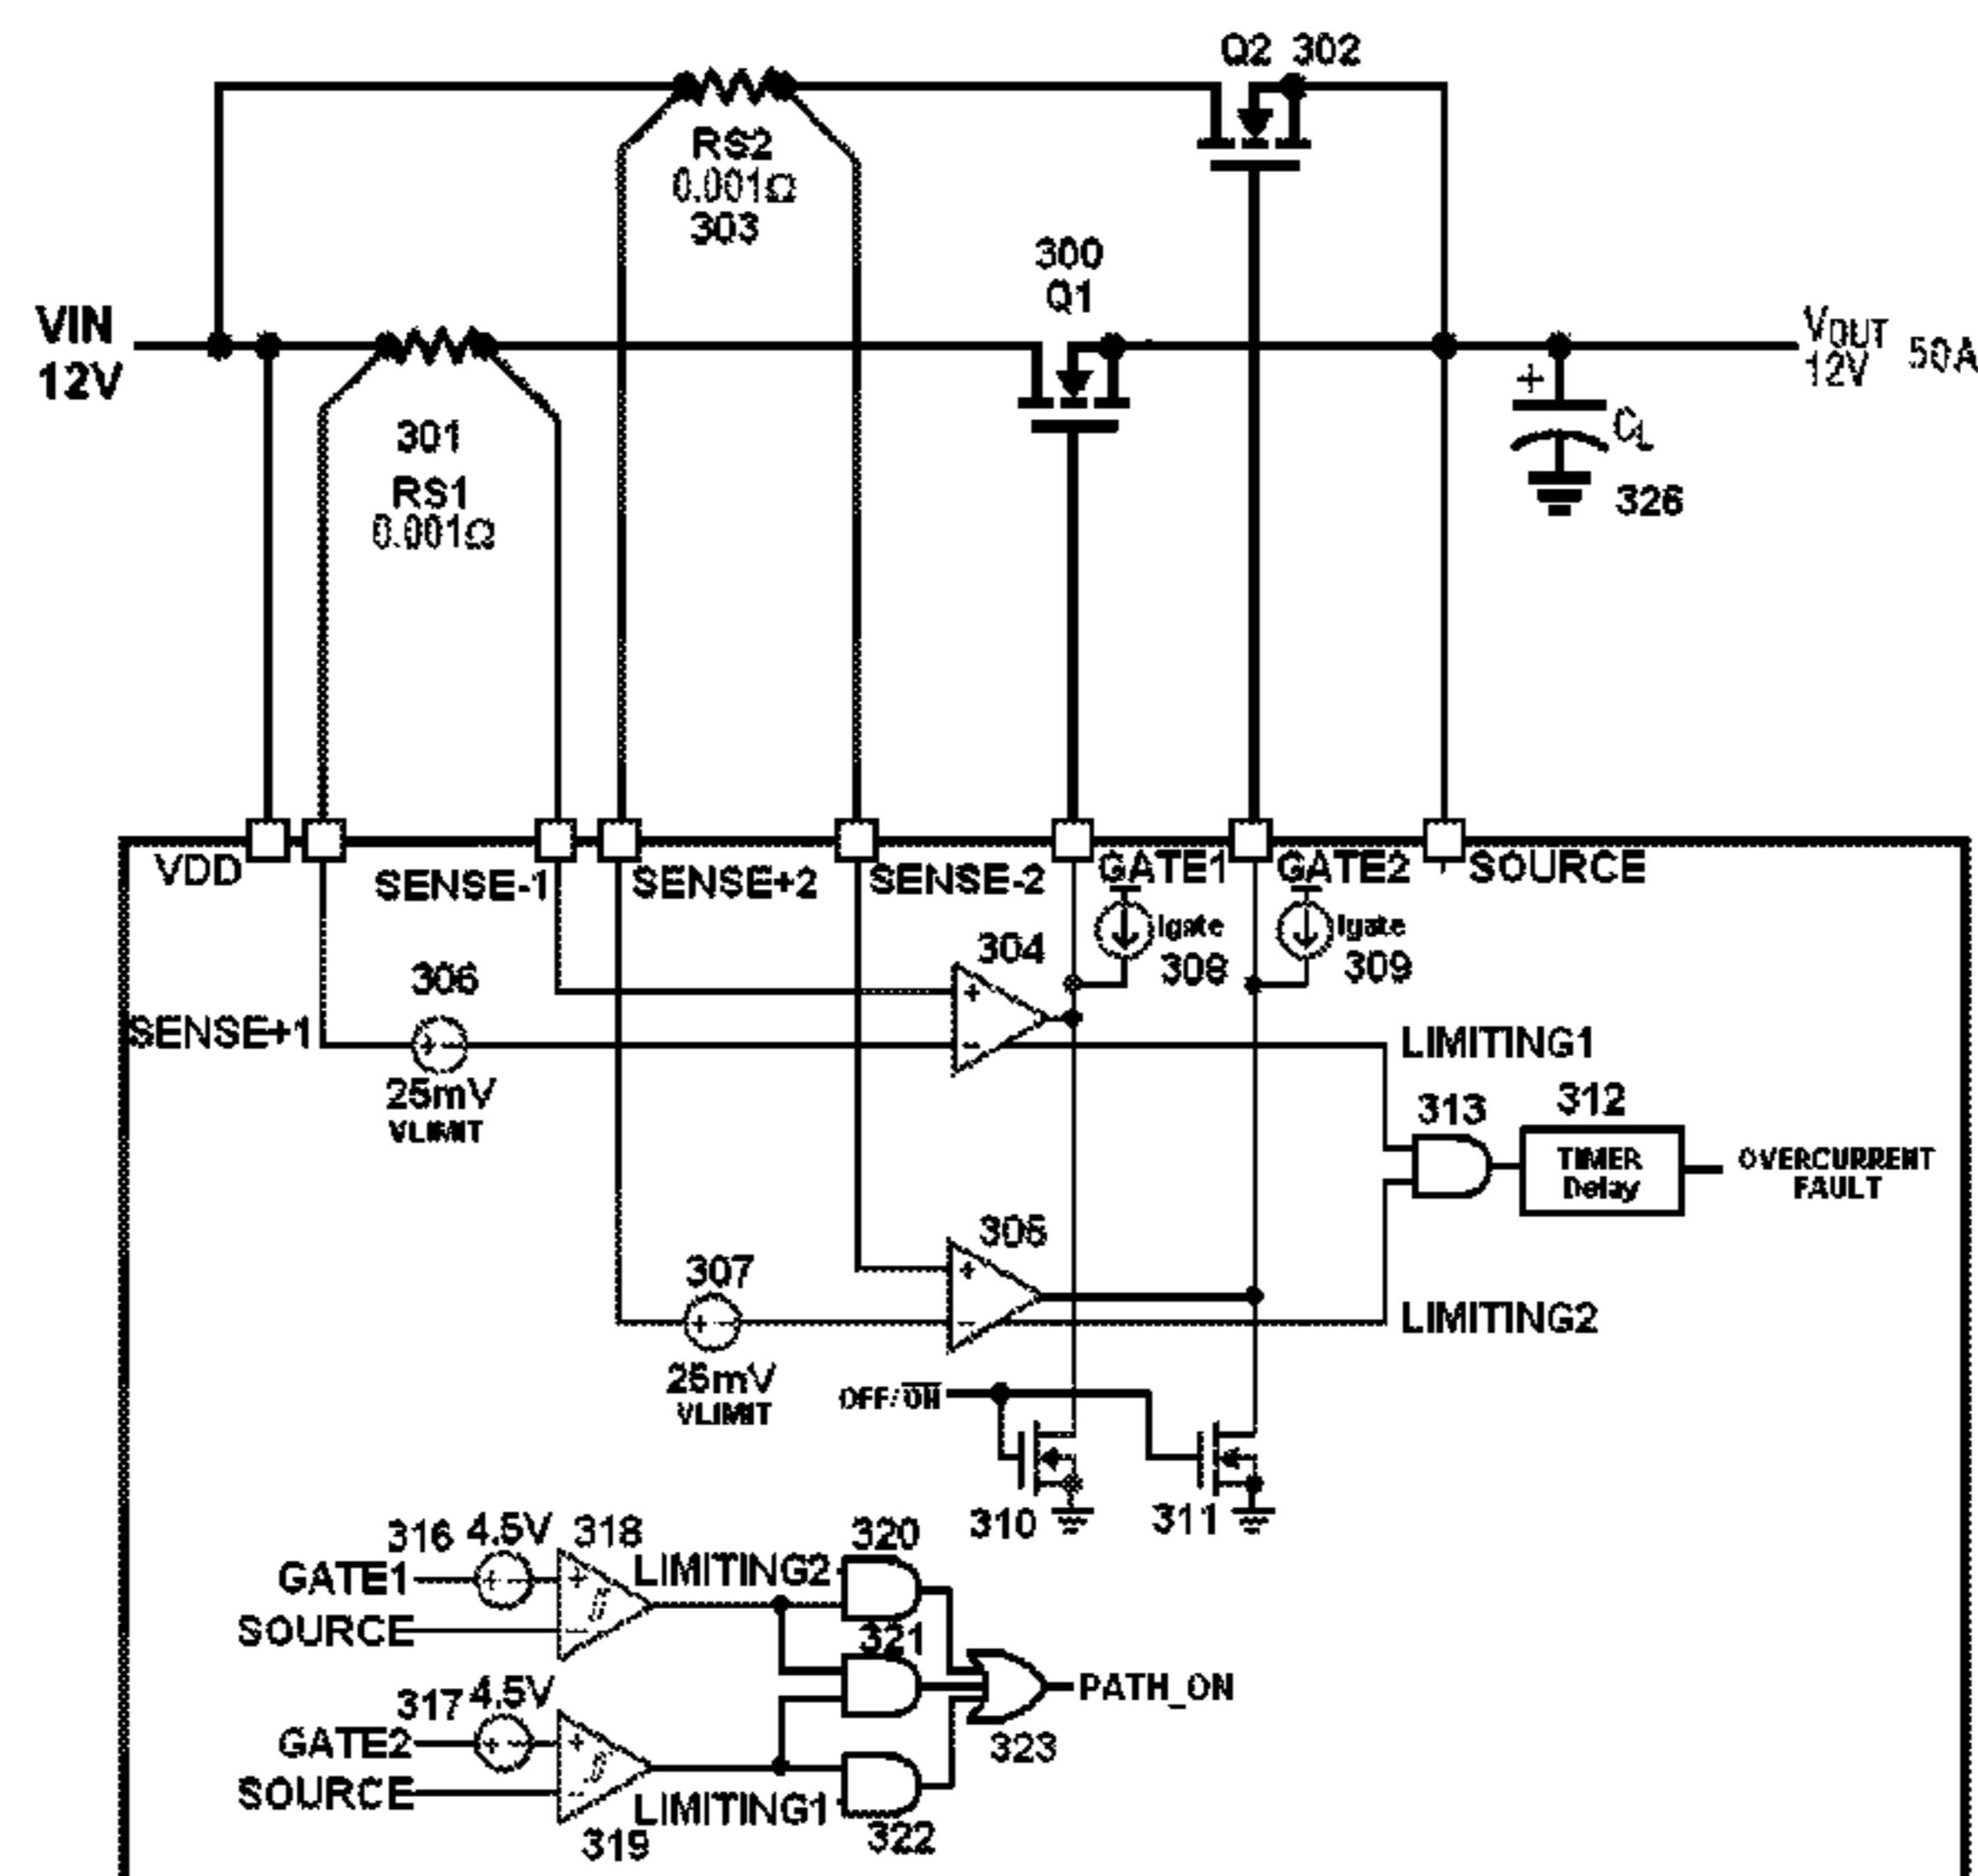 Q2 302
RS2
0.001Ω
303
300
Q1
VIN
12V
VOUT
12V
50A
301
RS1
0.001Ω
+
CL
326
VDD
SENSE-1
SENSE+2
SENSE-2
GATE1
GATE2
SOURCE
Igate
308
Igate
309
304
306
SENSE+1
+ -
+
-
25mV
VLIMIT
LIMITING1
313
312
TIMER
Delay
OVERCURRENT
FAULT
305
307
+ -
+
-
25mV
VLIMIT
LIMITING2
OFF/ON
310
311
316 4.5V 318
GATE1
+ -
+
-
SOURCE
LIMITING2
320
321
317 4.5V
GATE2
+ -
+
-
SOURCE
319
LIMITING1
322
323
PATH_ON